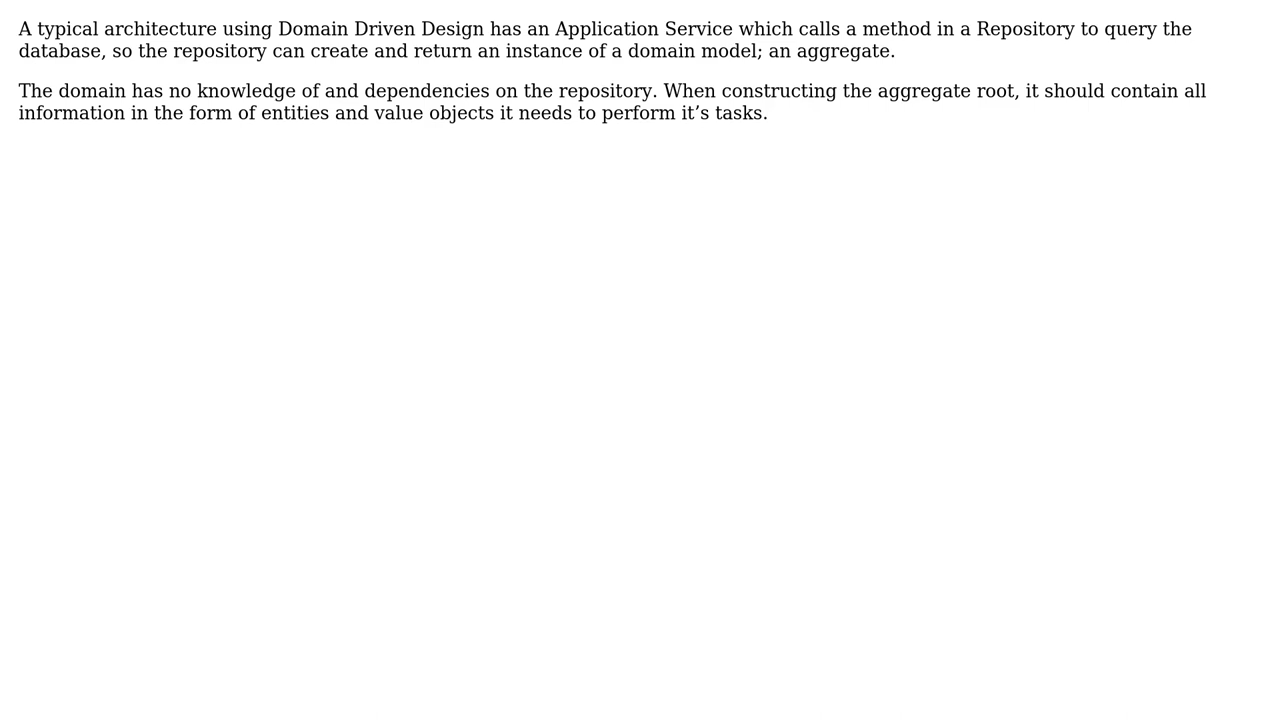 A typical architecture using Domain Driven Design has an Application Service which calls a method in a Repository to query the
database, so the repository can create and return an instance of a domain model; an aggregate.
The domain has no knowledge of and dependencies on the repository. When constructing the aggregate root, it should contain all
information in the form of entities and value objects it needs to perform it’s tasks.